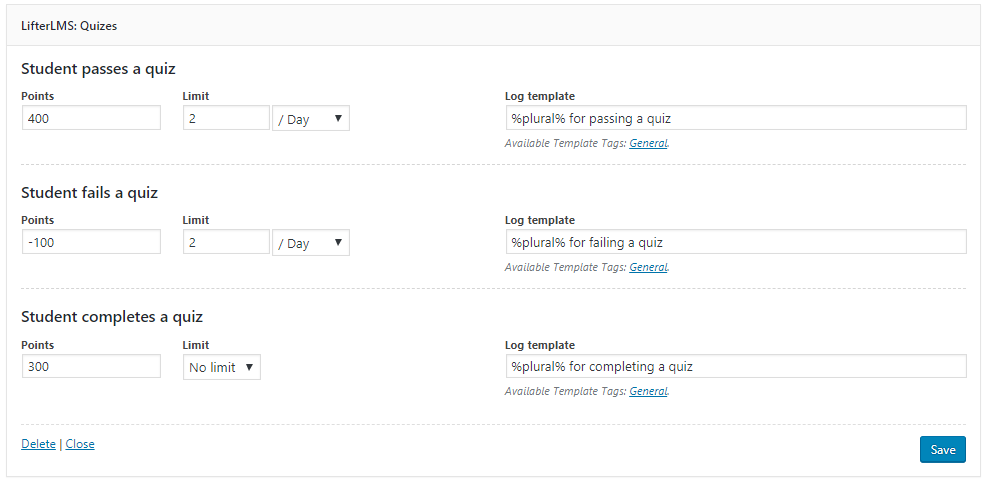 LifterLMS: Quizes
Student passes a quiz
Points Limit Log template
400 2 / Day %plural% for passing a quiz
Available Template Tags: General.
Student fails a quiz
Points Limit Log template
-100 2 / Day %plural% for failing a quiz
Available Template Tags: General.
Student completes a quiz
Points Limit Log template
300 No limit %plural% for completing a quiz
Available Template Tags: General.
Delete | Close Save